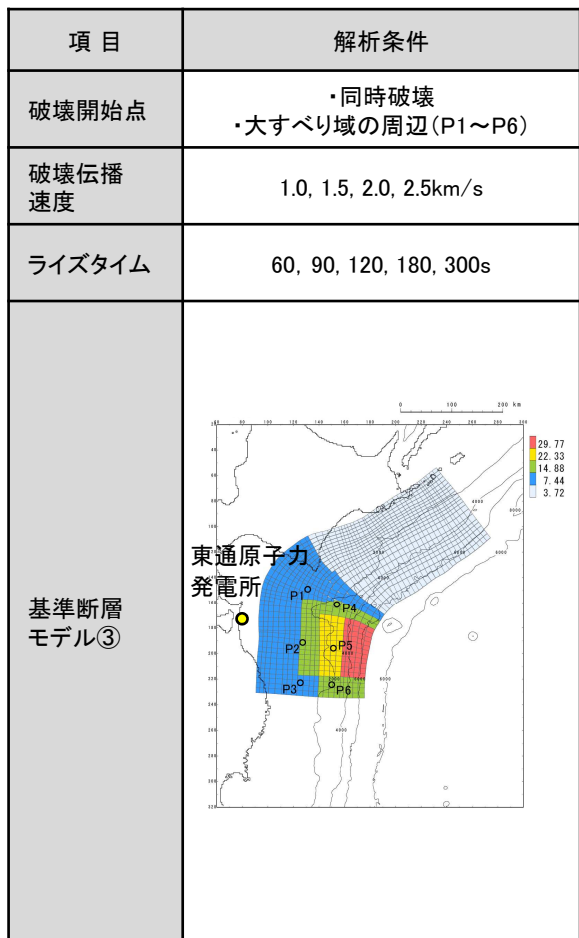 項 目
解析条件
破壊開始点
・同時破壊
・大すべり域の周辺（P1～P6）
破壊伝播
速度
1.0, 1.5, 2.0, 2.5km/s
ライズタイム
60, 90, 120, 180, 300s
基準断層
モデル③
0 100 200 km
29.77
22.33
14.88
7.44
3.72
東通原子力
発電所
P1
P4
P2
P5
P3
P6